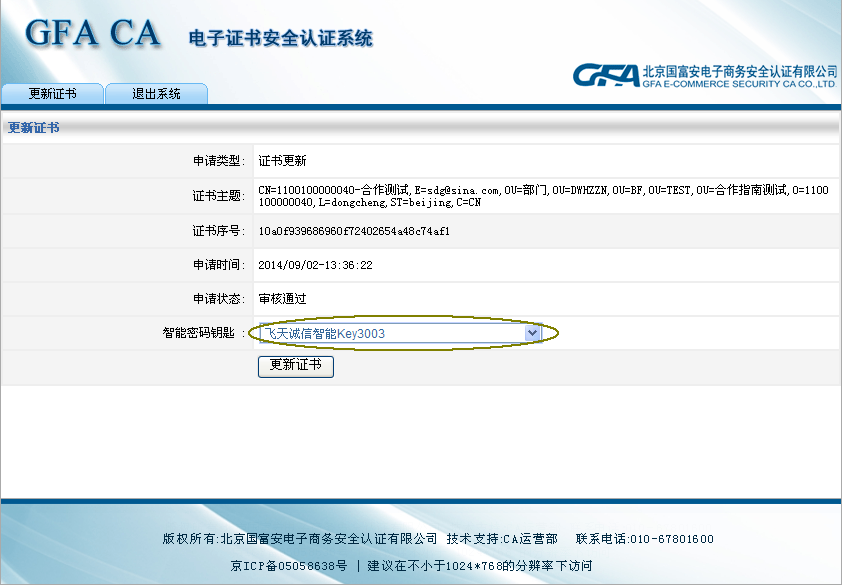 GFA CA 电子证书安全认证系统
GFA 北京国富安电子商务安全认证有限公司
GFA E-COMMERCE SECURITY CA CO.,LTD.
更新证书 退出系统
更新证书
申请类型: 证书更新
证书主题: CN=1100100000040-合作测试,E=sdg@sina.com,OU=部门,OU=DWHZZN,OU=BF,OU=TEST,OU=合作指南测试,O=1100
100000040,L=dongcheng,ST=beijing,C=CN
证书序号: 10a0f939686960f72402654a48c74af1
申请时间: 2014/09/02-13:36:22
申请状态: 审核通过
智能密码钥匙 : 飞天诚信智能Key3003
更新证书
版权所有:北京国富安电子商务安全认证有限公司 技术支持:CA运营部 联系电话:010-67801600
京ICP备05058638号 | 建议在不小于1024*768的分辨率下访问